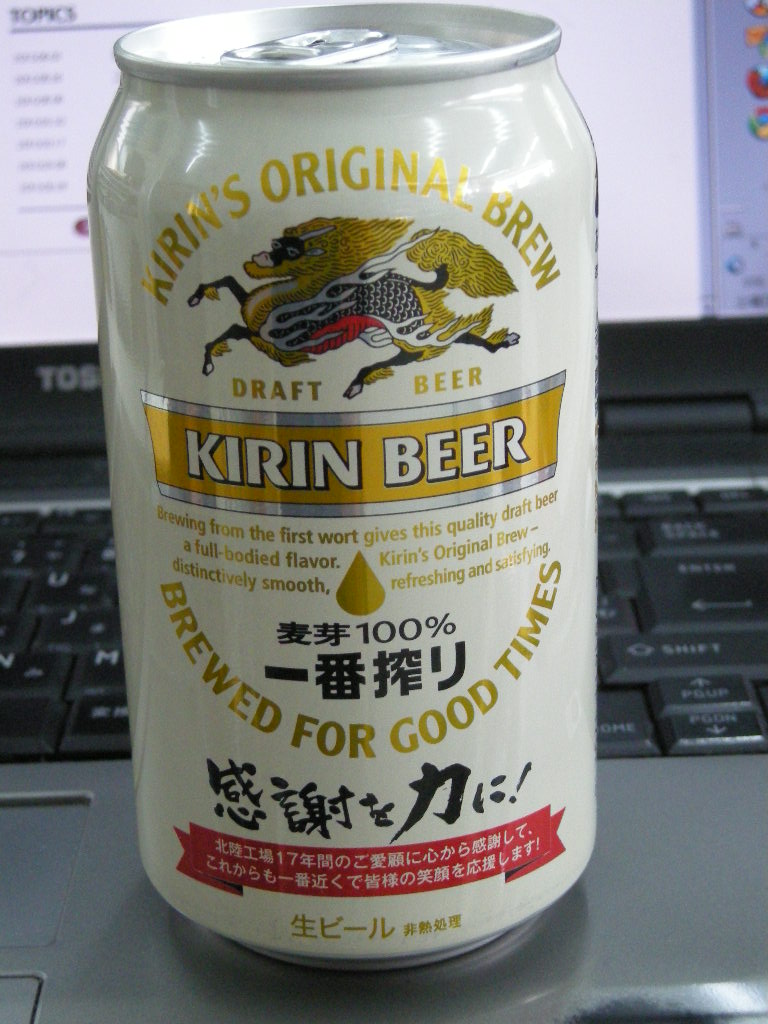 TOPICS
KIRIN'S ORIGINAL BREW
DRAFT BEER
KIRIN BEER
Brewing from the first wort gives this quality draft beer
a full-bodied flavor. Kirin's Original Brew –
distinctively smooth, refreshing and satisfying.
麦芽100%
一番搾り
BREWED FOR GOOD TIMES
感謝を力に!
北陸工場17年間のご愛顧に心から感謝して、
これからも一番近くで皆様の笑顔を応援します!
生ビール 非熱処理
TOS
BACK SPACE
ENTER
SHIFT
PGUP
PGDN
HOME
U
J
N
M